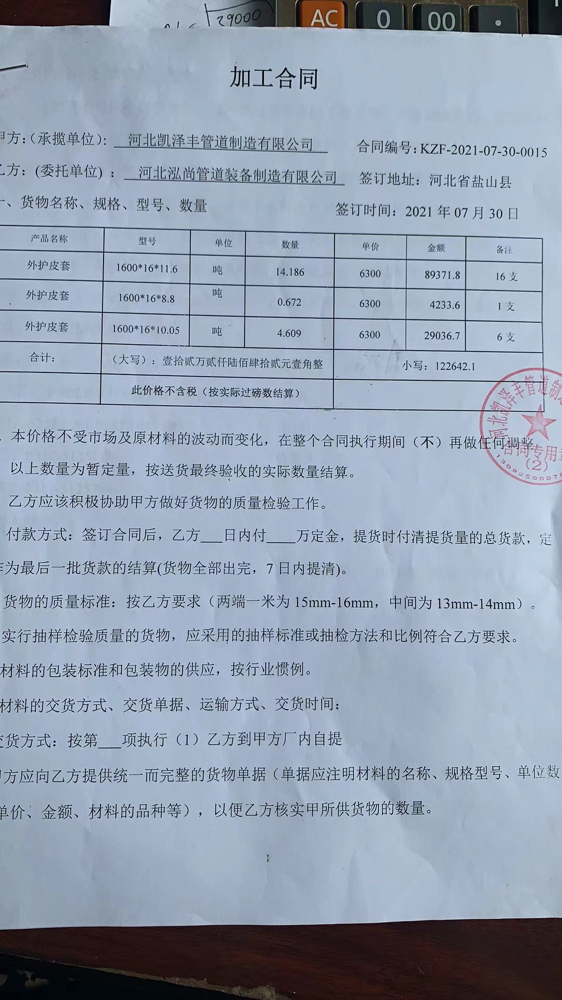 29000
AC
0
00
加工合同
甲方：（承揽单位）： 河北凯泽丰管道制造有限公司 合同编号：KZF-2021-07-30-0015
乙方：(委托单位) ： 河北泓尚管道装备制造有限公司 签订地址：河北省盐山县
一、货物名称、规格、型号、数量 签订时间：2021 年 07 月 30 日
产品名称 型号 单位 数量 单价 金额 备注
外护皮套 1600*16*11.6 吨 14.186 6300 89371.8 16 支
外护皮套 1600*16*8.8 吨 0.672 6300 4233.6 1 支
外护皮套 1600*16*10.05 吨 4.609 6300 29036.7 6 支
合计： （大写）：壹拾贰万贰仟陆佰肆拾贰元壹角整 小写：122642.1
此价格不含税（按实际过磅数结算）
本价格不受市场及原材料的波动而变化，在整个合同执行期间（不）再做任何调整
以上数量为暂定量，按送货最终验收的实际数量结算。
乙方应该积极协助甲方做好货物的质量检验工作。
付款方式：签订合同后，乙方___日内付____万定金，提货时付清提货量的总货款，定
作为最后一批货款的结算(货物全部出完，7 日内提清)。
货物的质量标准：按乙方要求（两端一米为 15mm-16mm，中间为 13mm-14mm）。
实行抽样检验质量的货物，应采用的抽样标准或抽检方法和比例符合乙方要求。
材料的包装标准和包装物的供应，按行业惯例。
材料的交货方式、交货单据、运输方式、交货时间：
交货方式：按第___项执行（1）乙方到甲方厂内自提
甲方应向乙方提供统一而完整的货物单据（单据应注明材料的名称、规格型号、单位数
单价、金额、材料的品种等），以便乙方核实甲所供货物的数量。
1
河北凯泽丰管道制
合同专用章
（2）
130925000078